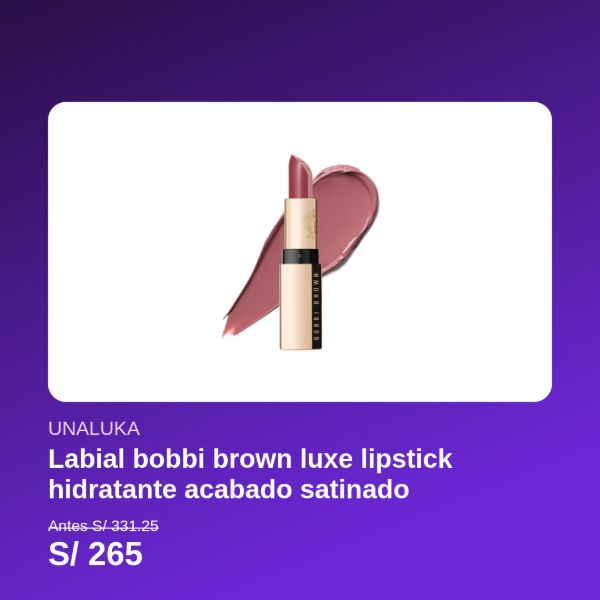 BOBBI BROWN
UNALUKA
Labial bobbi brown luxe lipstick
hidratante acabado satinado
Antes S/ 331.25
S/ 265